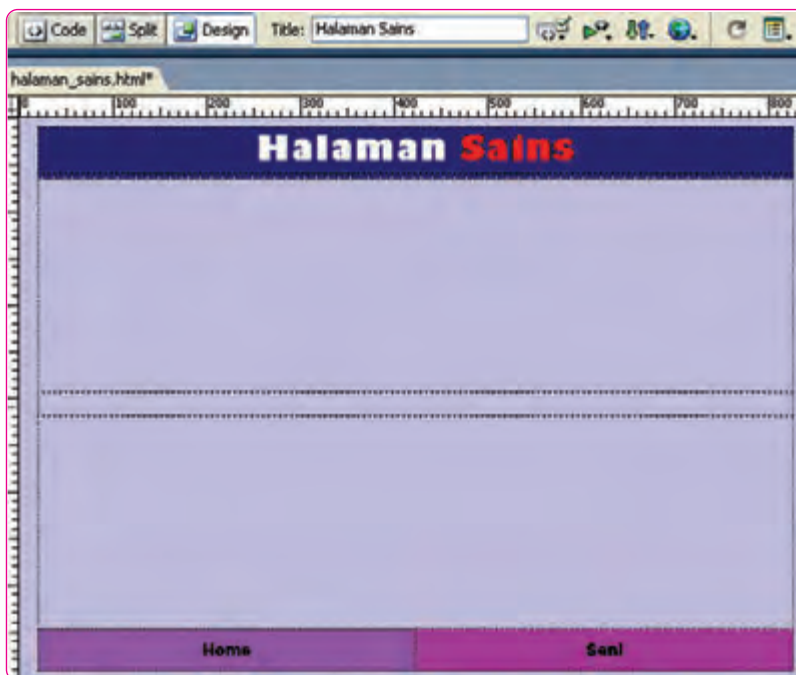 Code Split Design Title: Halaman Sains
halaman_sains.html*
0 100 200 300 400 500 600 700 800
Halaman Sains
Home Seni